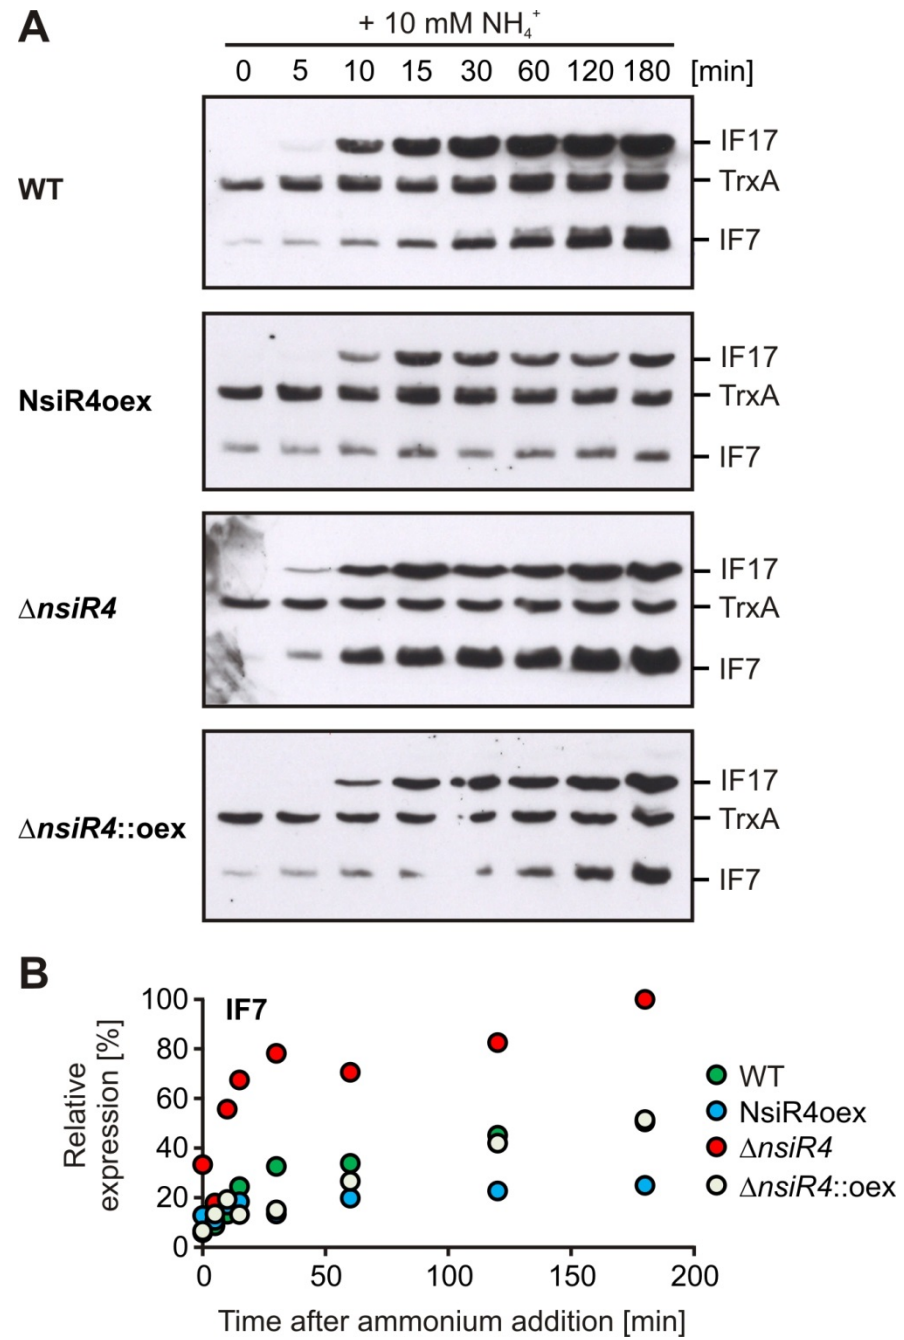 A
+ 10 mM NH₄⁺
0 5 10 15 30 60 120 180 [min]
WT
IF17
TrxA
IF7
NsiR4oex
IF17
TrxA
IF7
ΔnsiR4
IF17
TrxA
IF7
ΔnsiR4::oex
IF17
TrxA
IF7
B
IF7
Relative
expression [%]
100
80
60
40
20
0
0 50 100 150 200
Time after ammonium addition [min]
WT
NsiR4oex
ΔnsiR4
ΔnsiR4::oex